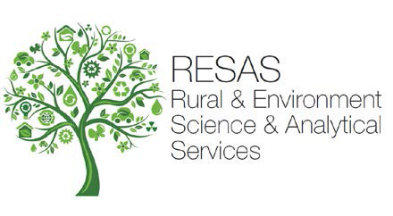 RESAS
Rural & Environment
Science & Analytical
Services